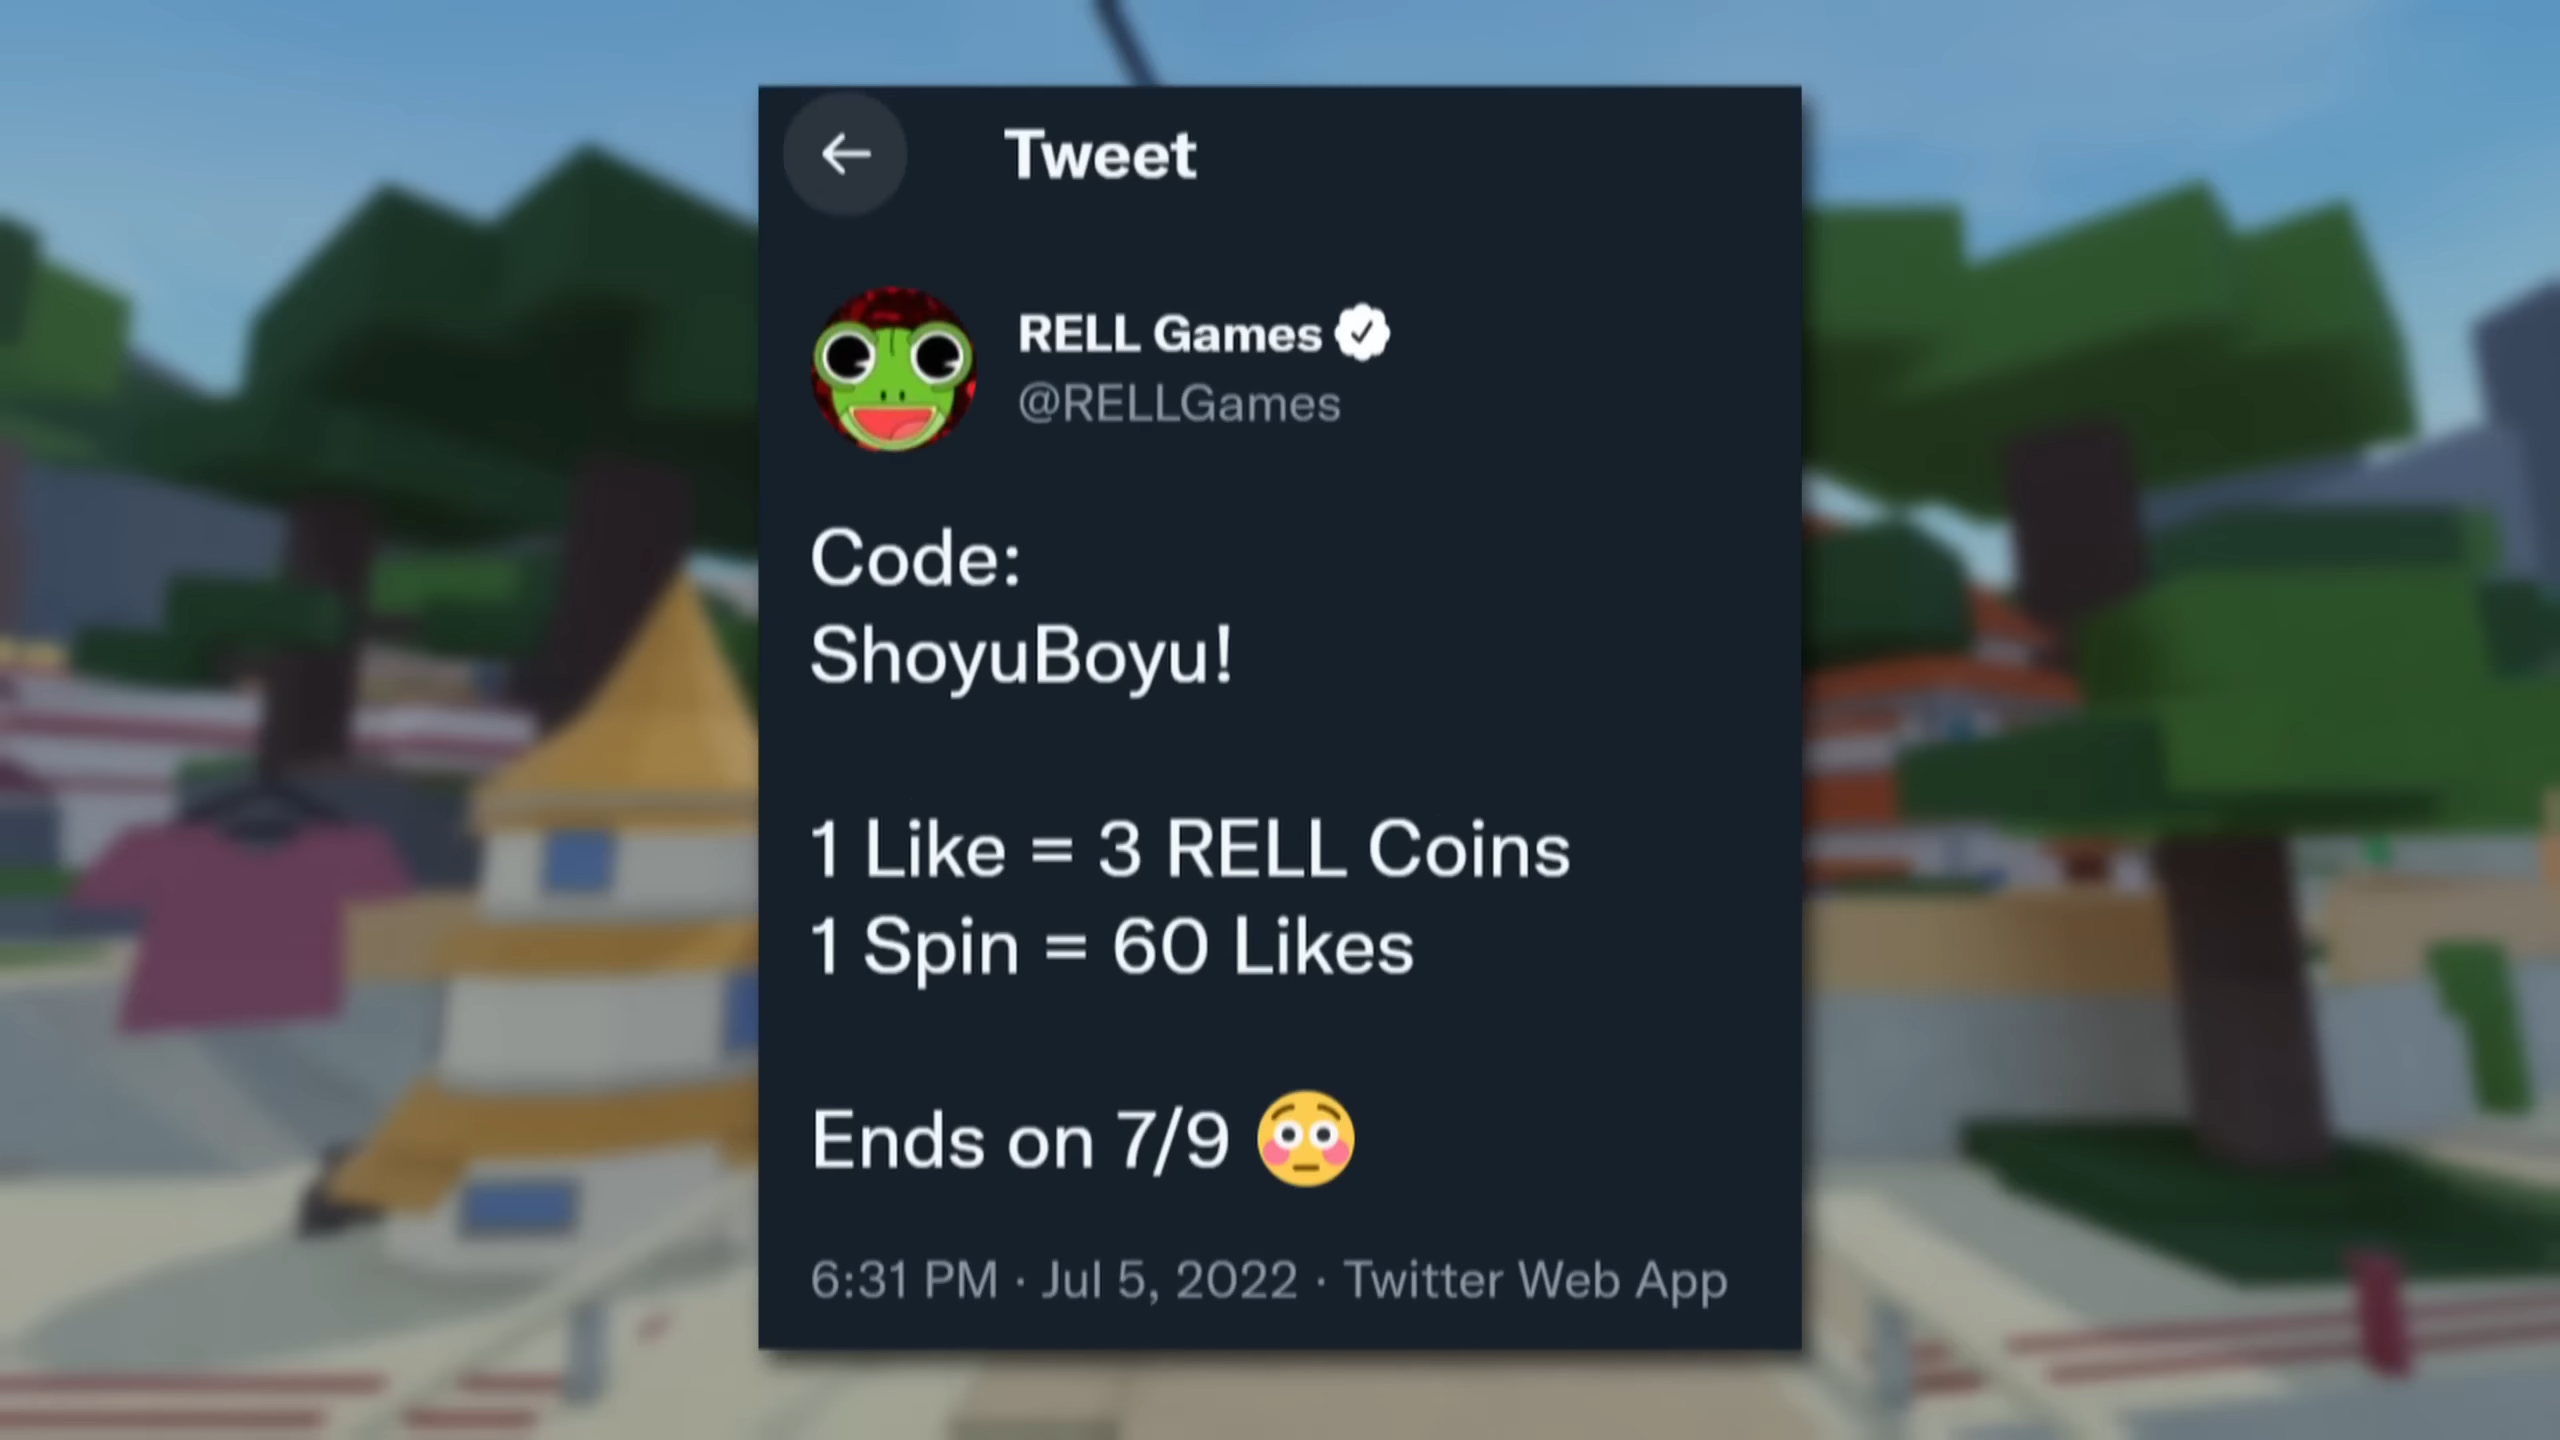 Tweet
RELL Games
@RELLGames
Code:
ShoyuBoyu!
1 Like = 3 RELL Coins
1 Spin = 60 Likes
Ends on 7/9 😳
6:31 PM · Jul 5, 2022 · Twitter Web App